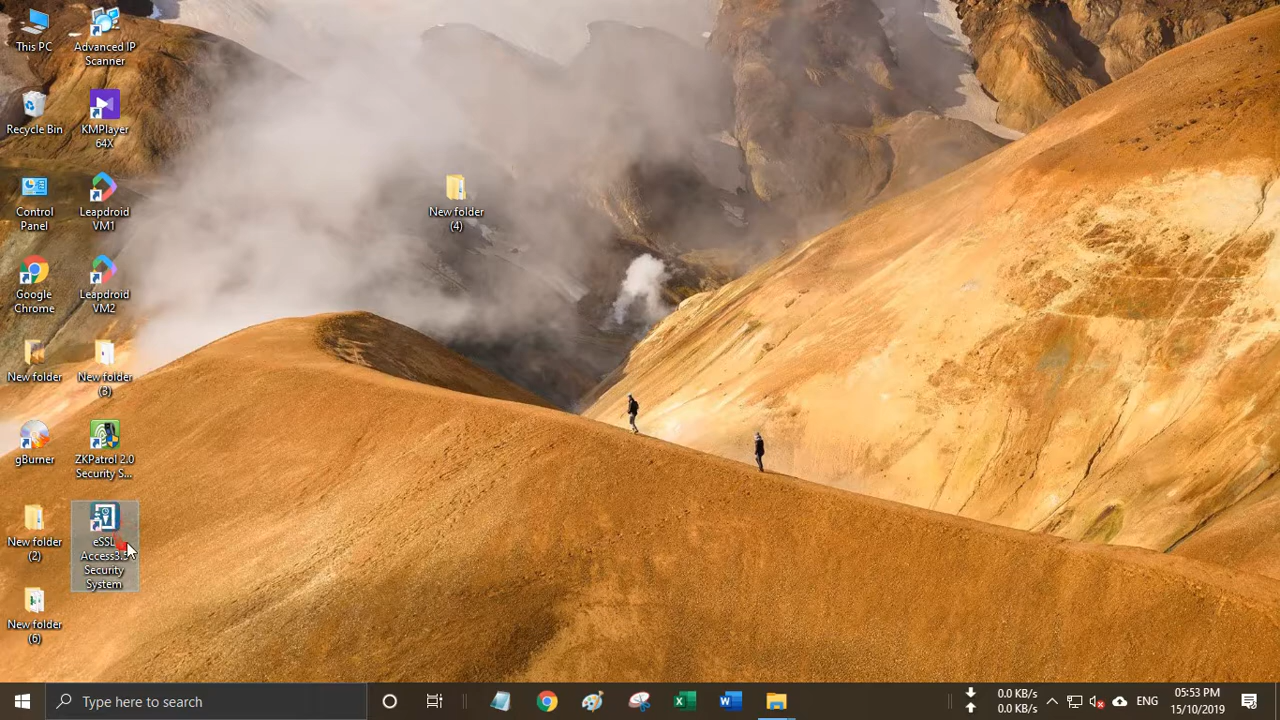 This PC
Advanced IP
Scanner
Recycle Bin
KMPlayer
64X
Control
Panel
Leapdroid
VM1
New folder
(4)
Google
Chrome
Leapdroid
VM2
New folder
New folder
(3)
gBurner
ZKPatrol 2.0
Security S...
New folder
(2)
eSSL
Security
System
New folder
(6)
Type here to search
0.0 KB/s
0.0 KB/s
ENG
05:53 PM
15/10/2019